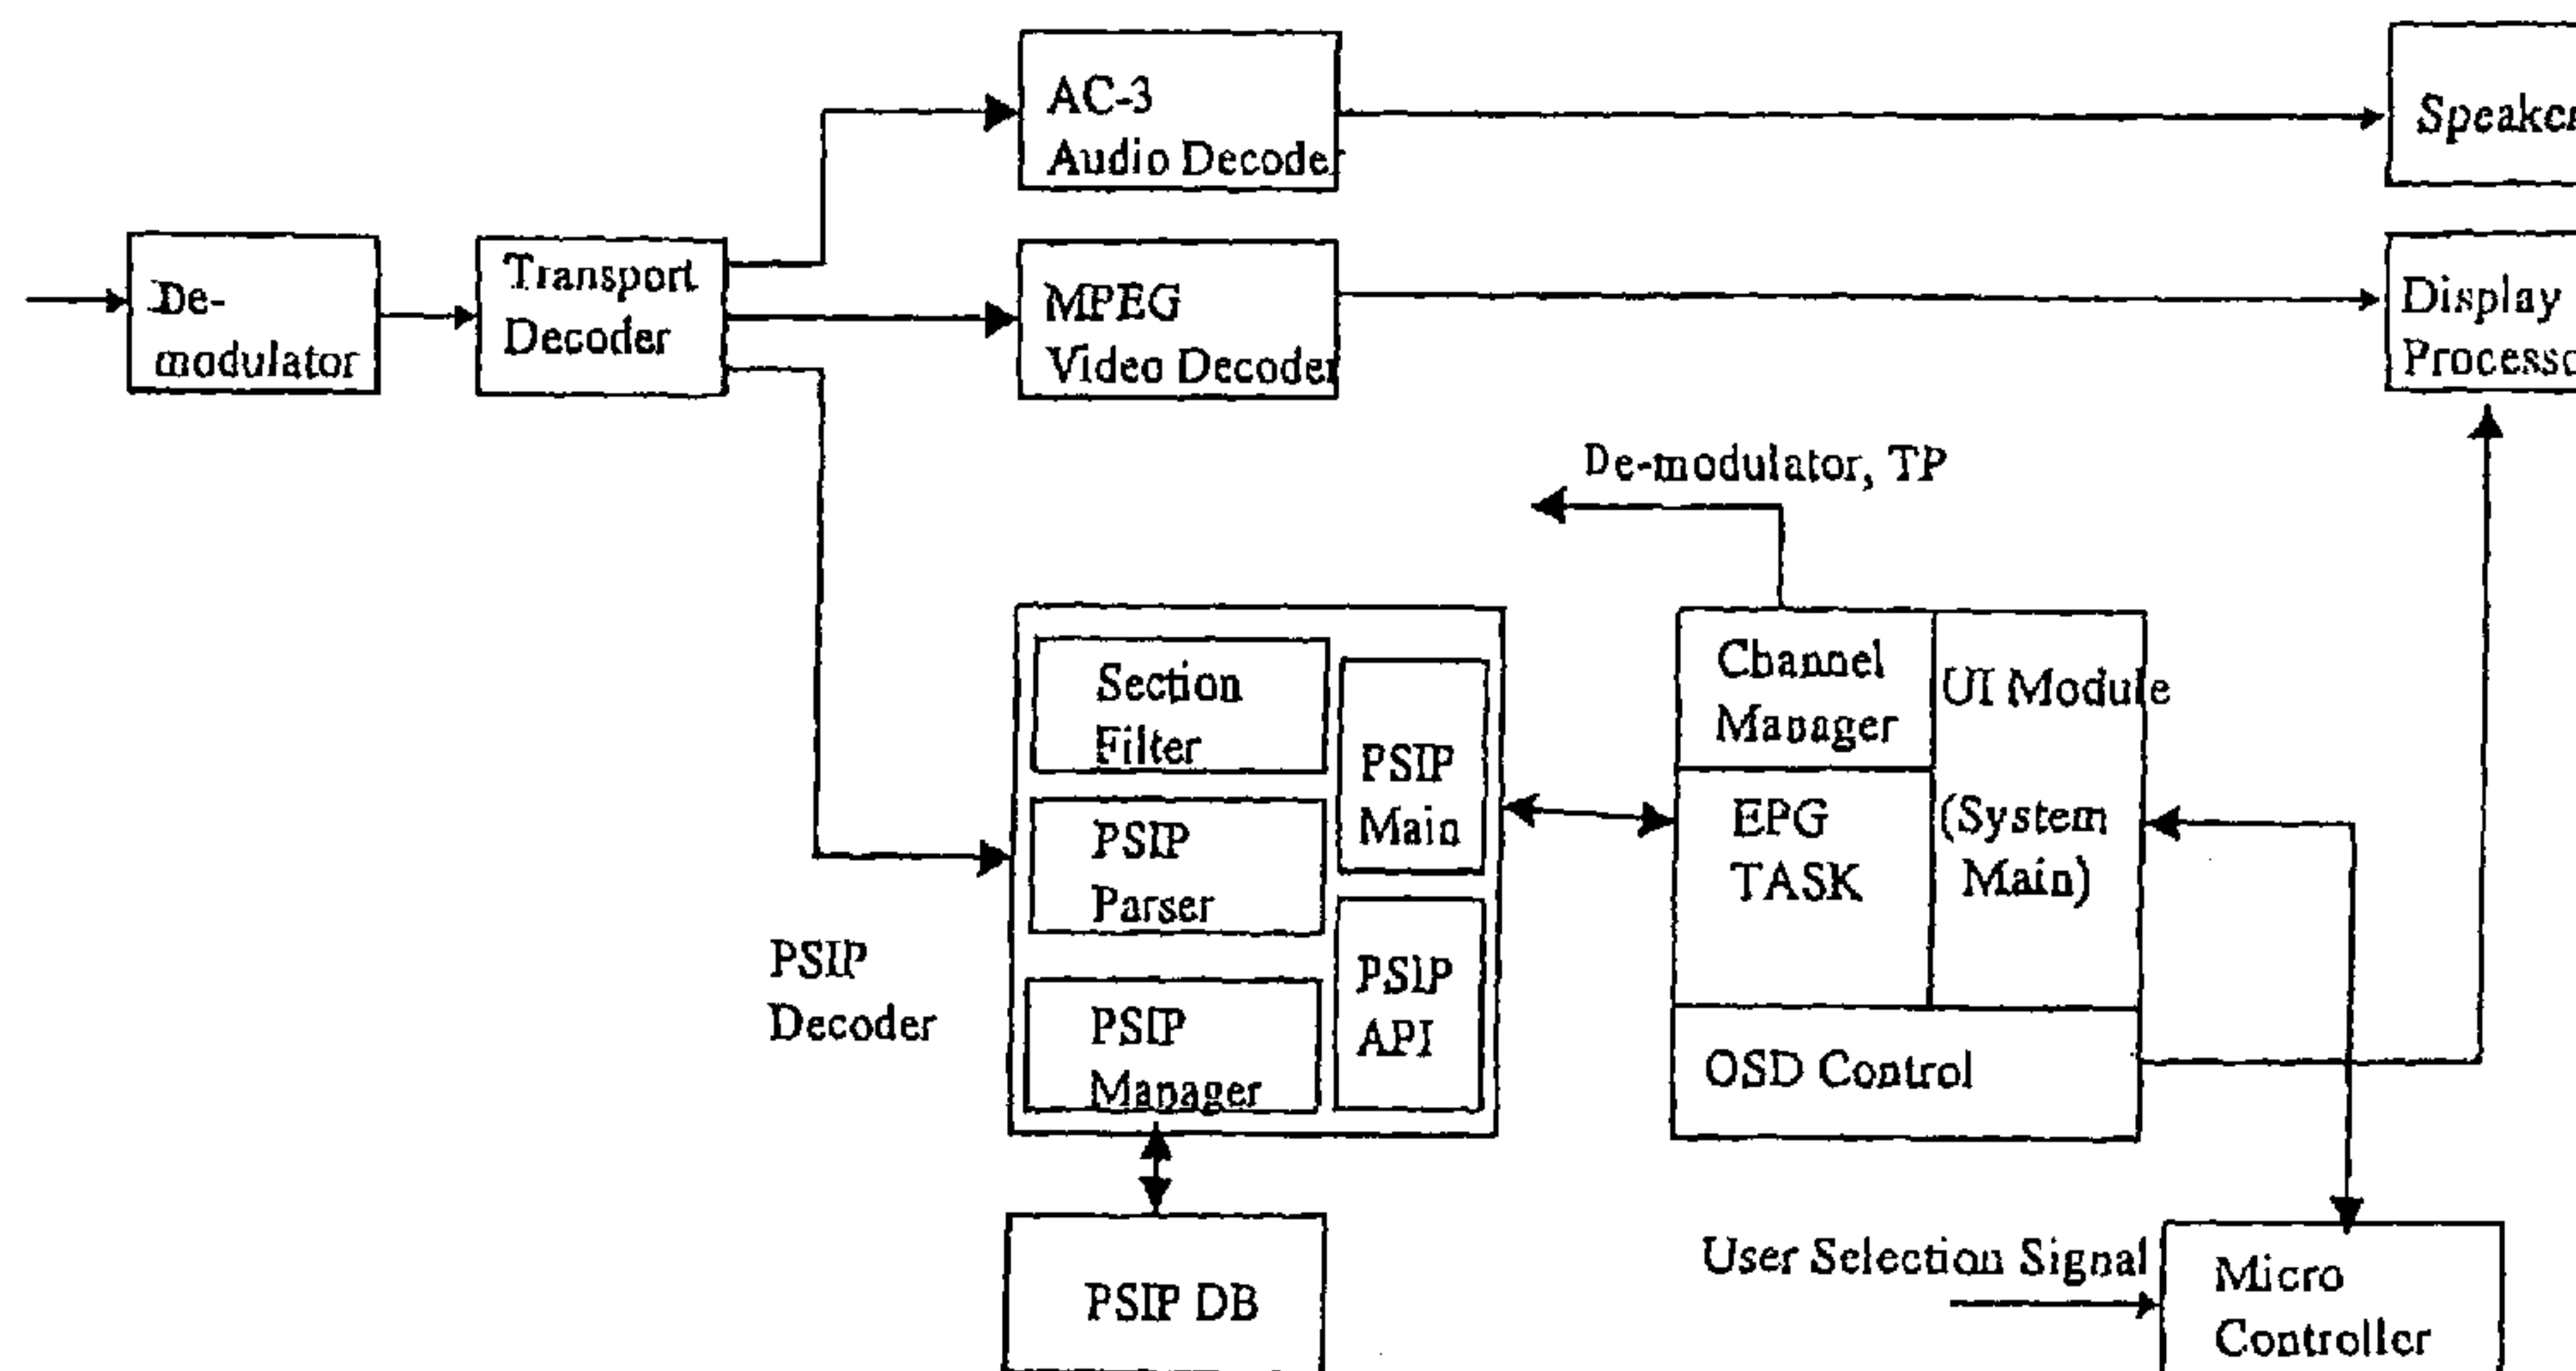 AC-3
Audio Decoder
De-
modulator
Transport
Decoder
MPEG
Video Decoder
Display
De-modulator, TP
Section
Filter
PSIP
Main
PSIP
Parser
PSIP
API
PSIP
Manager
PSIP
Decoder
Channel
Manager
UI Module
(System
Main)
EPG
TASK
OSD Control
PSIP DB
User Selection Signal
Micro
Controller